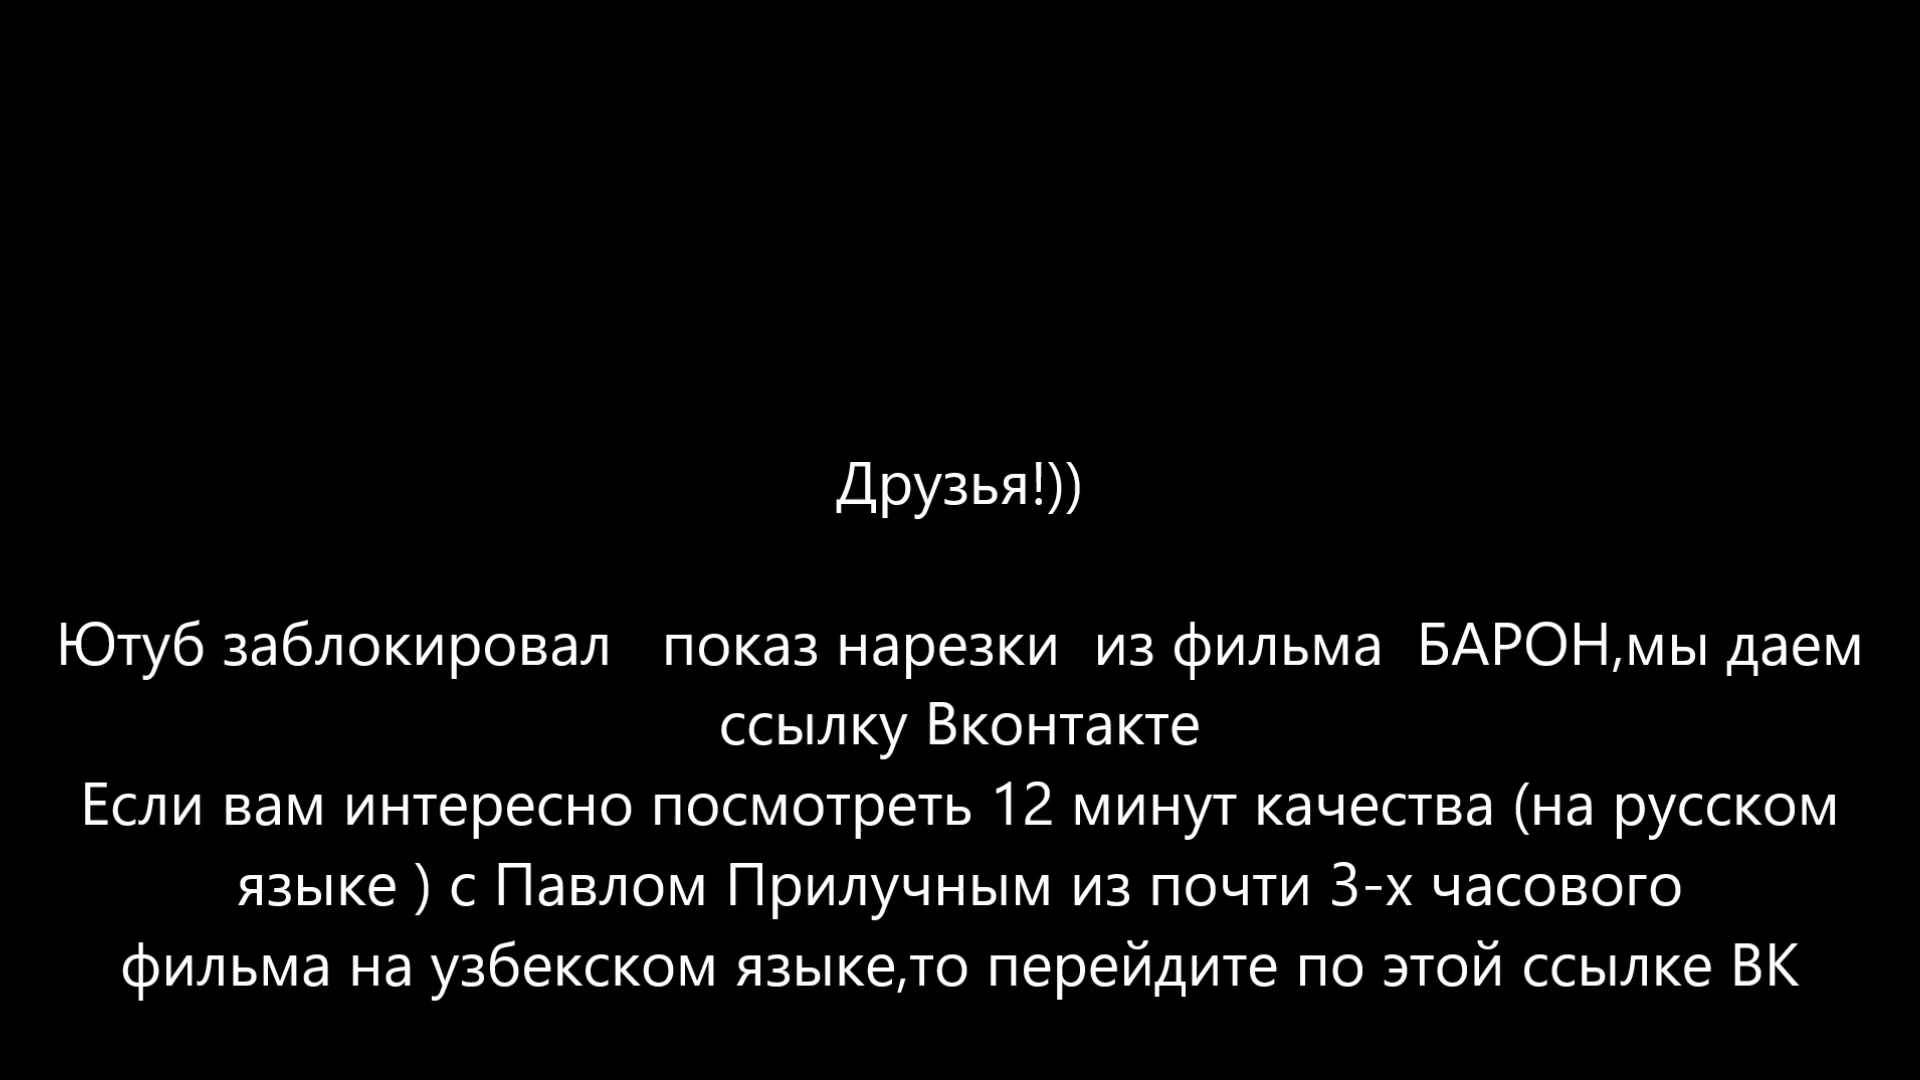 Друзья!))
Ютуб заблокировал   показ нарезки  из фильма  БАРОН,мы даем
ссылку Вконтакте
Если вам интересно посмотреть 12 минут качества (на русском
языке ) с Павлом Прилучным из почти 3-х часового
фильма на узбекском языке,то перейдите по этой ссылке ВК